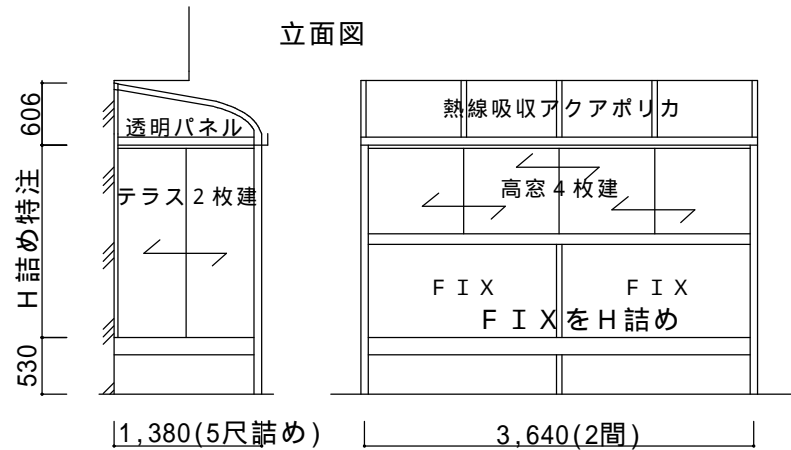 立面図
606
H詰め特注
530
透明パネル
テラス2枚建
1,380(5尺詰め)
熱線吸収アクアポリカ
高窓4枚建
FIX FIX
FIXをH詰め
3,640(2間)